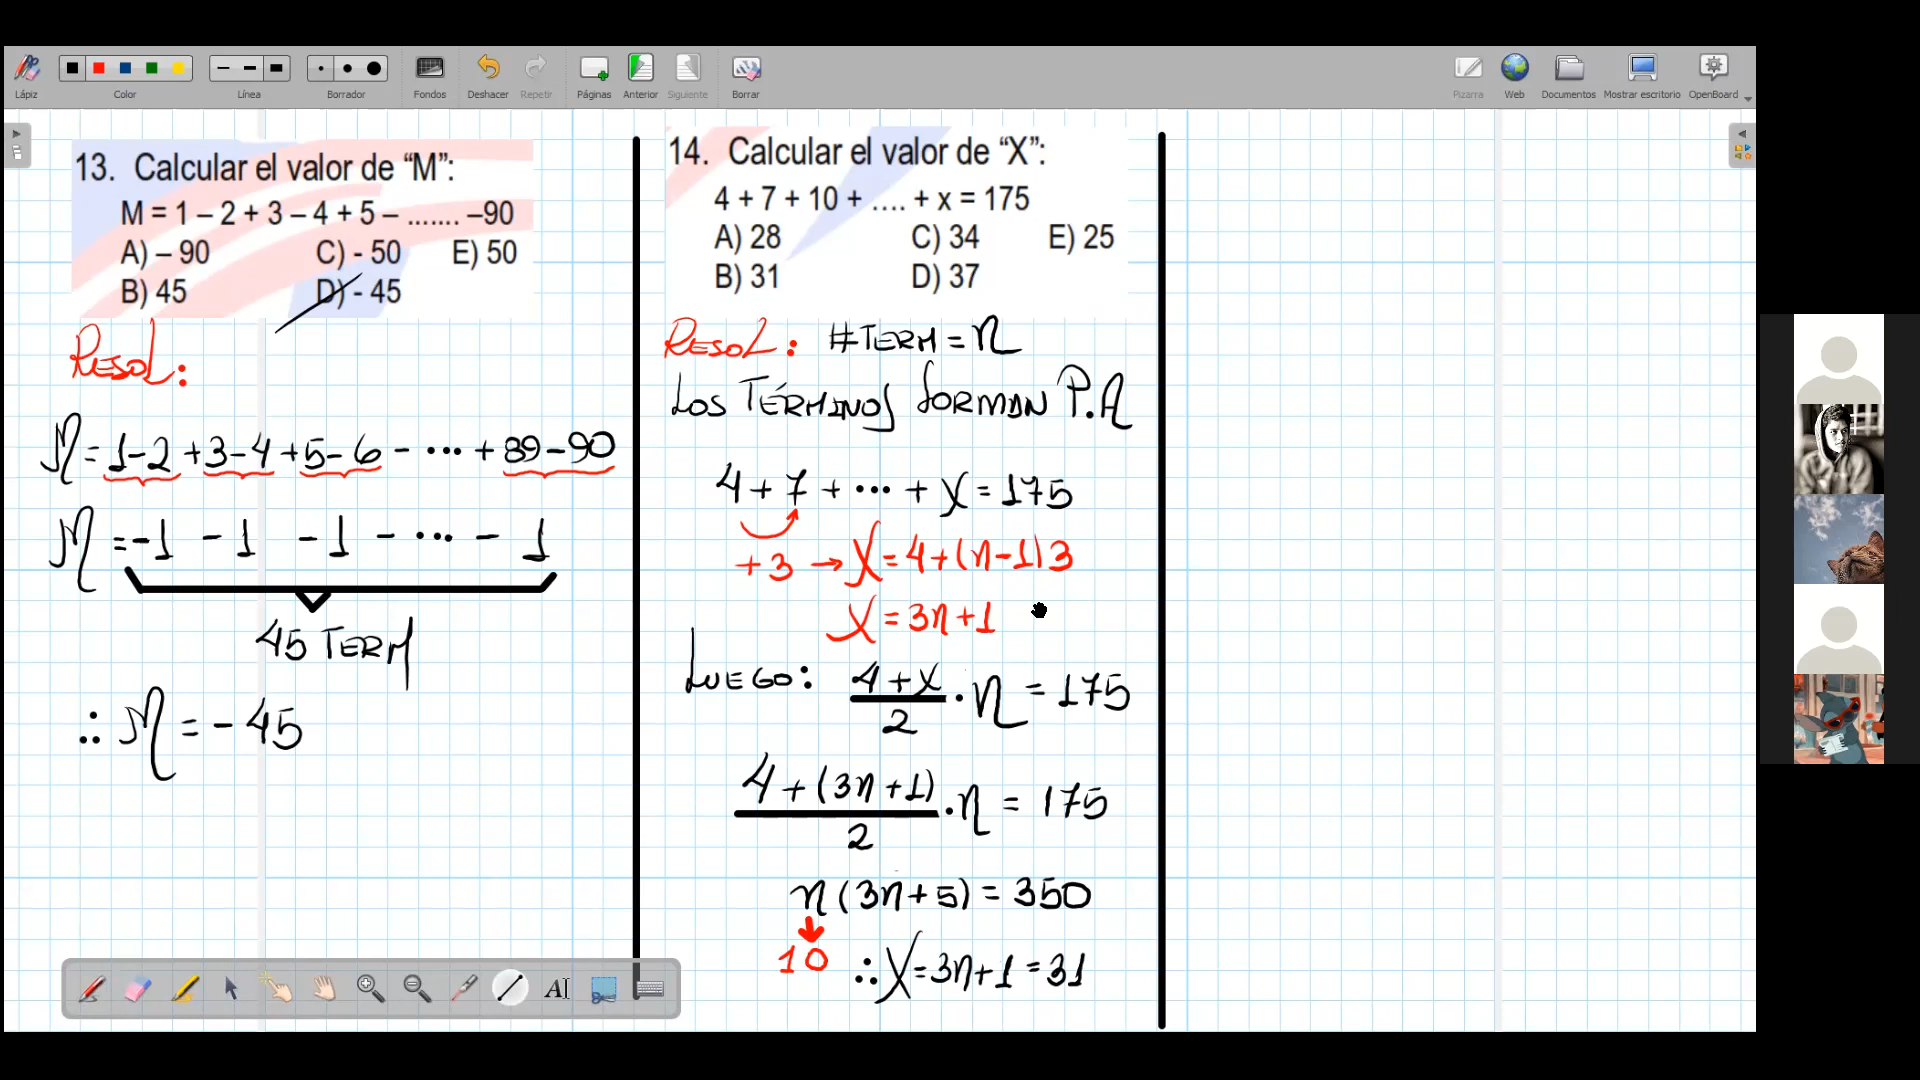 Lápiz Color Línea Borrador Fondos Deshacer Repetir Páginas Anterior Siguiente Borrar Pizarra Web Documentos Mostrar escritorio OpenBoard
13. Calcular el valor de “M”:
M = 1 – 2 + 3 – 4 + 5 – ....... –90
A) – 90 C) - 50 E) 50
B) 45 D) - 45
RESOL:
M = 1-2 +3-4 +5-6 - ... + 89-90
M = -1 - 1 - 1 - ... - 1
45 TERM
∴ M = - 45
14. Calcular el valor de “X”:
4 + 7 + 10 + .... + x = 175
A) 28 C) 34 E) 25
B) 31 D) 37
RESOL: #TERM = n
LOS TÉRMINOS FORMAN P.A
4 + 7 + ... + X = 175
+3 → X = 4+(n-1)3
X = 3n+1
LUEGO: 4+X/2 . n = 175
4+(3n+1)/2 . n = 175
n(3n+5) = 350
10 ∴ X = 3n+1 = 31
AI